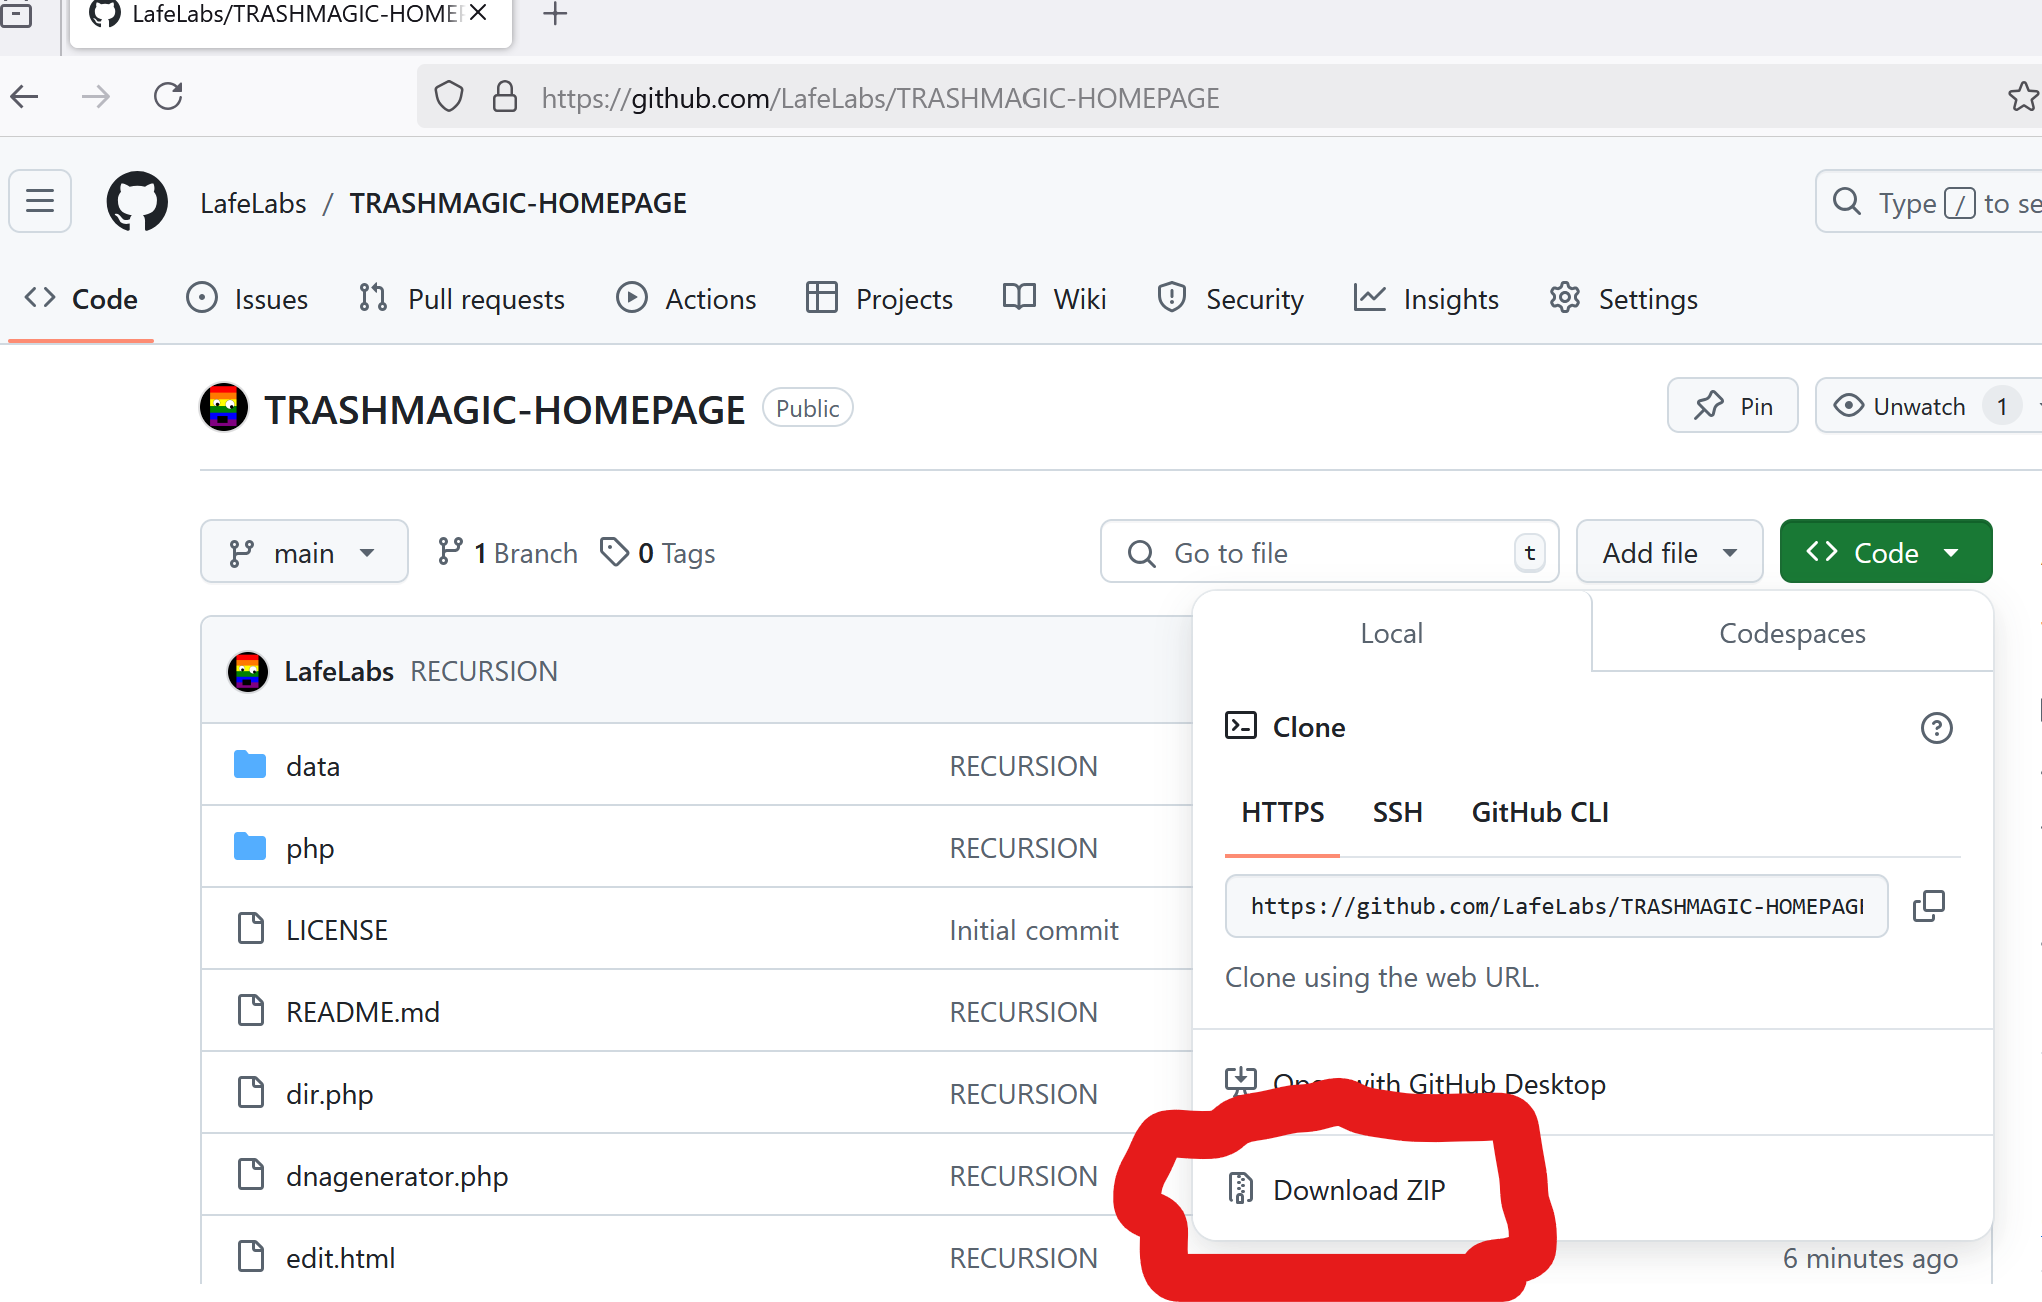 LafeLabs/TRASHMAGIC-HOME
https://github.com/LafeLabs/TRASHMAGIC-HOMEPAGE
LafeLabs / TRASHMAGIC-HOMEPAGE
Type / to se
Code Issues Pull requests Actions Projects Wiki Security Insights Settings
TRASHMAGIC-HOMEPAGE Public
Pin
Unwatch 1
main 1 Branch 0 Tags
Go to file t
Add file
Code
Local Codespaces
LafeLabs RECURSION
Clone
data RECURSION
HTTPS SSH GitHub CLI
php RECURSION
https://github.com/LafeLabs/TRASHMAGIC-HOMEPAGE
LICENSE Initial commit
Clone using the web URL.
README.md RECURSION
Open with GitHub Desktop
dir.php RECURSION
dnagenerator.php RECURSION
Download ZIP
edit.html RECURSION 6 minutes ago